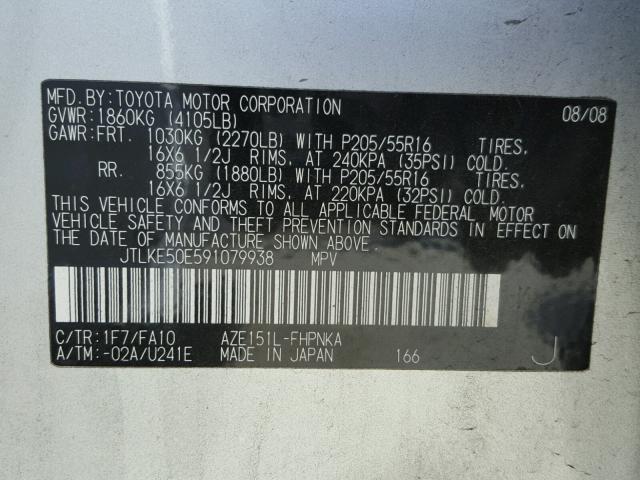 MFD.BY:TOYOTA MOTOR CORPORATION 08/08
GVWR:1860KG (4105LB)
GAWR:FRT. 1030KG (2270LB) WITH P205/55R16 TIRES,
16X6 1/2J RIMS, AT 240KPA (35PSI) COLD.
RR. 855KG (1880LB) WITH P205/55R16 TIRES,
16X6 1/2J RIMS, AT 220KPA (32PSI) COLD.
THIS VEHICLE CONFORMS TO ALL APPLICABLE FEDERAL MOTOR
VEHICLE SAFETY AND THEFT PREVENTION STANDARDS IN EFFECT ON
THE DATE OF MANUFACTURE SHOWN ABOVE.
JTLKE50E591079938 MPV
C/TR:1F7/FA10 AZE151L-FHPNKA
A/TM:-02A/U241E MADE IN JAPAN 166 J